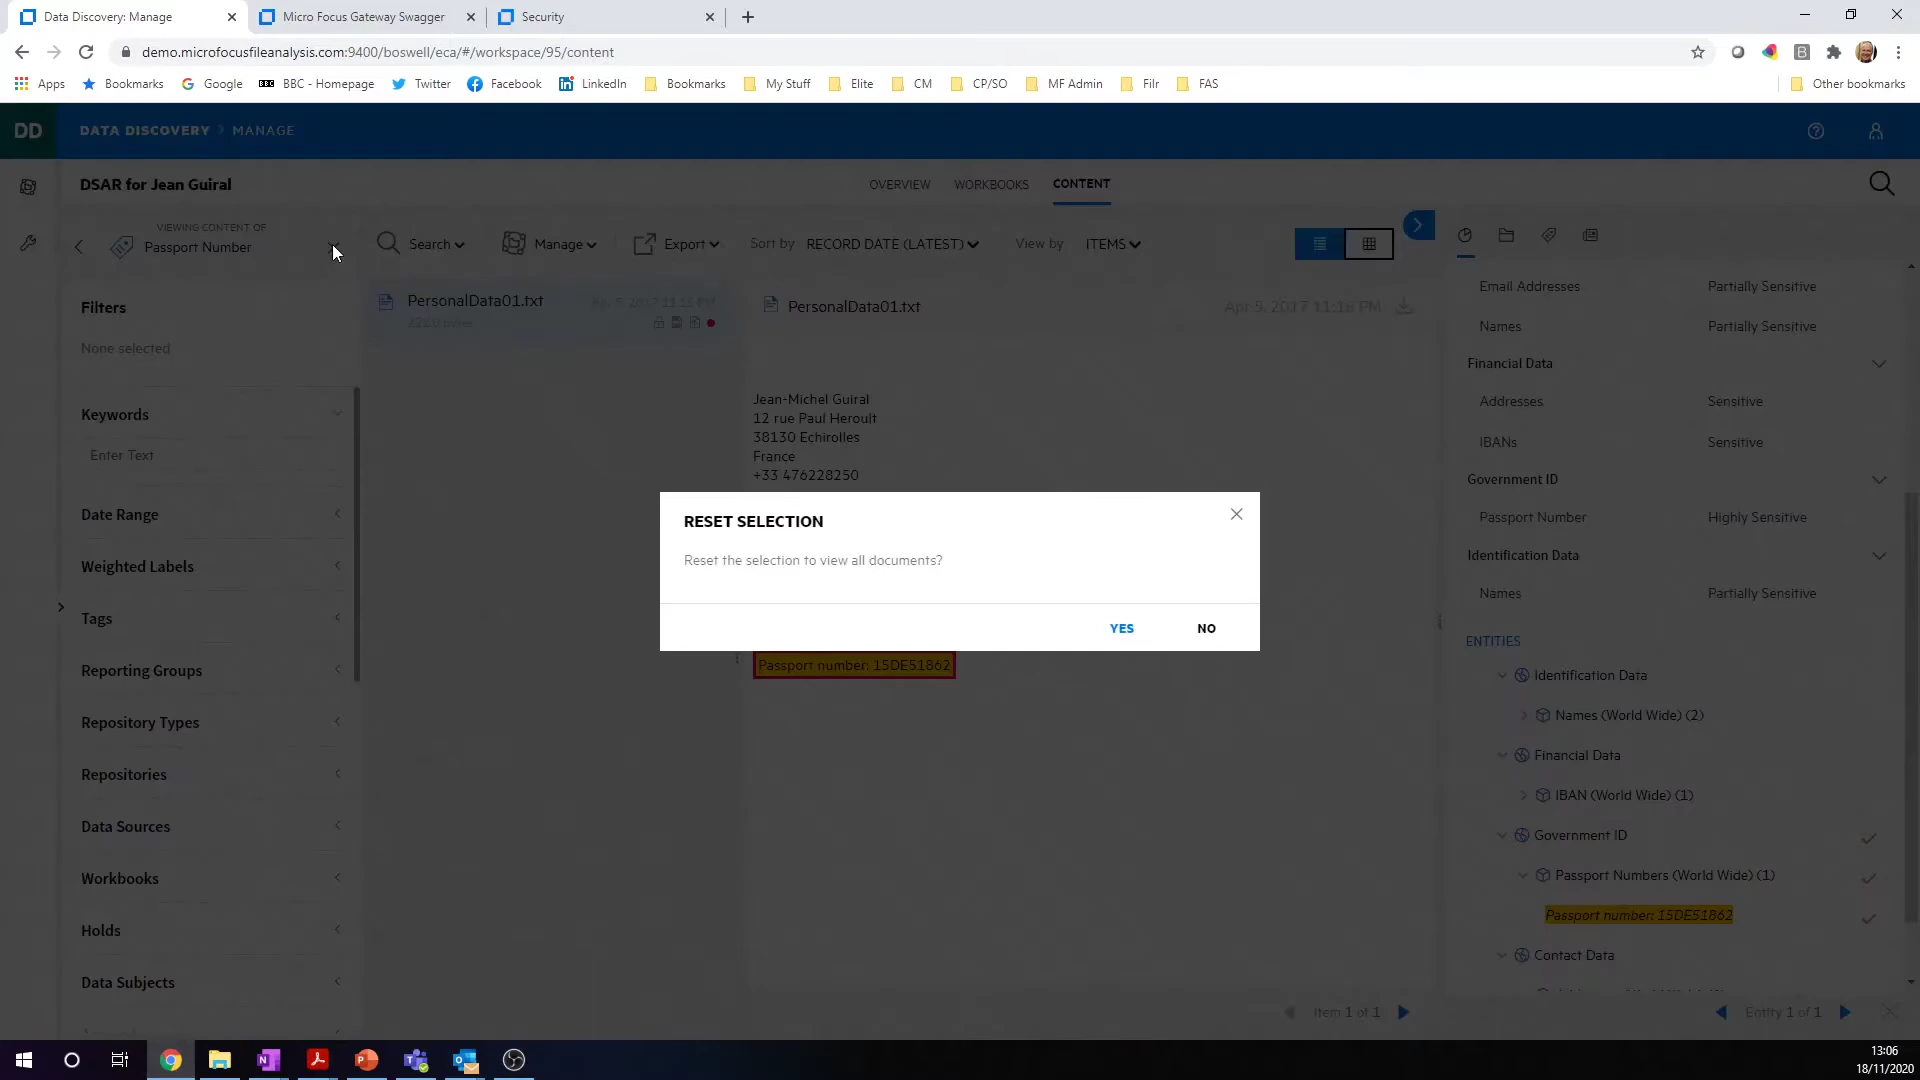 Data Discovery: Manage
Micro Focus Gateway Swagger
Security
demo.microfocusfileanalysis.com:9400/boswell/eca/#/workspace/95/content
Apps
Bookmarks
Google
BBC BBC - Homepage
Twitter
Facebook
LinkedIn
Bookmarks
My Stuff
Elite
CM
CP/SO
MF Admin
Filr
FAS
Other bookmarks
DD
DATA DISCOVERY > MANAGE
DSAR for Jean Guiral
OVERVIEW
WORKBOOKS
CONTENT
VIEWING CONTENT OF
Passport Number
Search
Manage
Export
Sort by RECORD DATE (LATEST)
View by ITEMS
Filters
None selected
Keywords
Enter Text
Date Range
Weighted Labels
Tags
Reporting Groups
Repository Types
Repositories
Data Sources
Workbooks
Holds
Data Subjects
PersonalData01.txt
Apr 5, 2017 11:18 PM
bytes
PersonalData01.txt
Apr 5, 2017 11:18 PM
Jean-Michel Guiral
12 rue Paul Heroult
38130 Echirolles
France
+33 476228250
RESET SELECTION
Reset the selection to view all documents?
YES
NO
Passport number: 15DE51862
Item 1 of 1
Email Addresses Partially Sensitive
Names Partially Sensitive
Financial Data
Addresses Sensitive
IBANs Sensitive
Government ID
Passport Number Highly Sensitive
Identification Data
Names Partially Sensitive
ENTITIES
Identification Data
Names (World Wide) (2)
Financial Data
IBAN (World Wide) (1)
Government ID
Passport Numbers (World Wide) (1)
Passport number: 15DE51862
Contact Data
Entity 1 of 1
13:06
18/11/2020